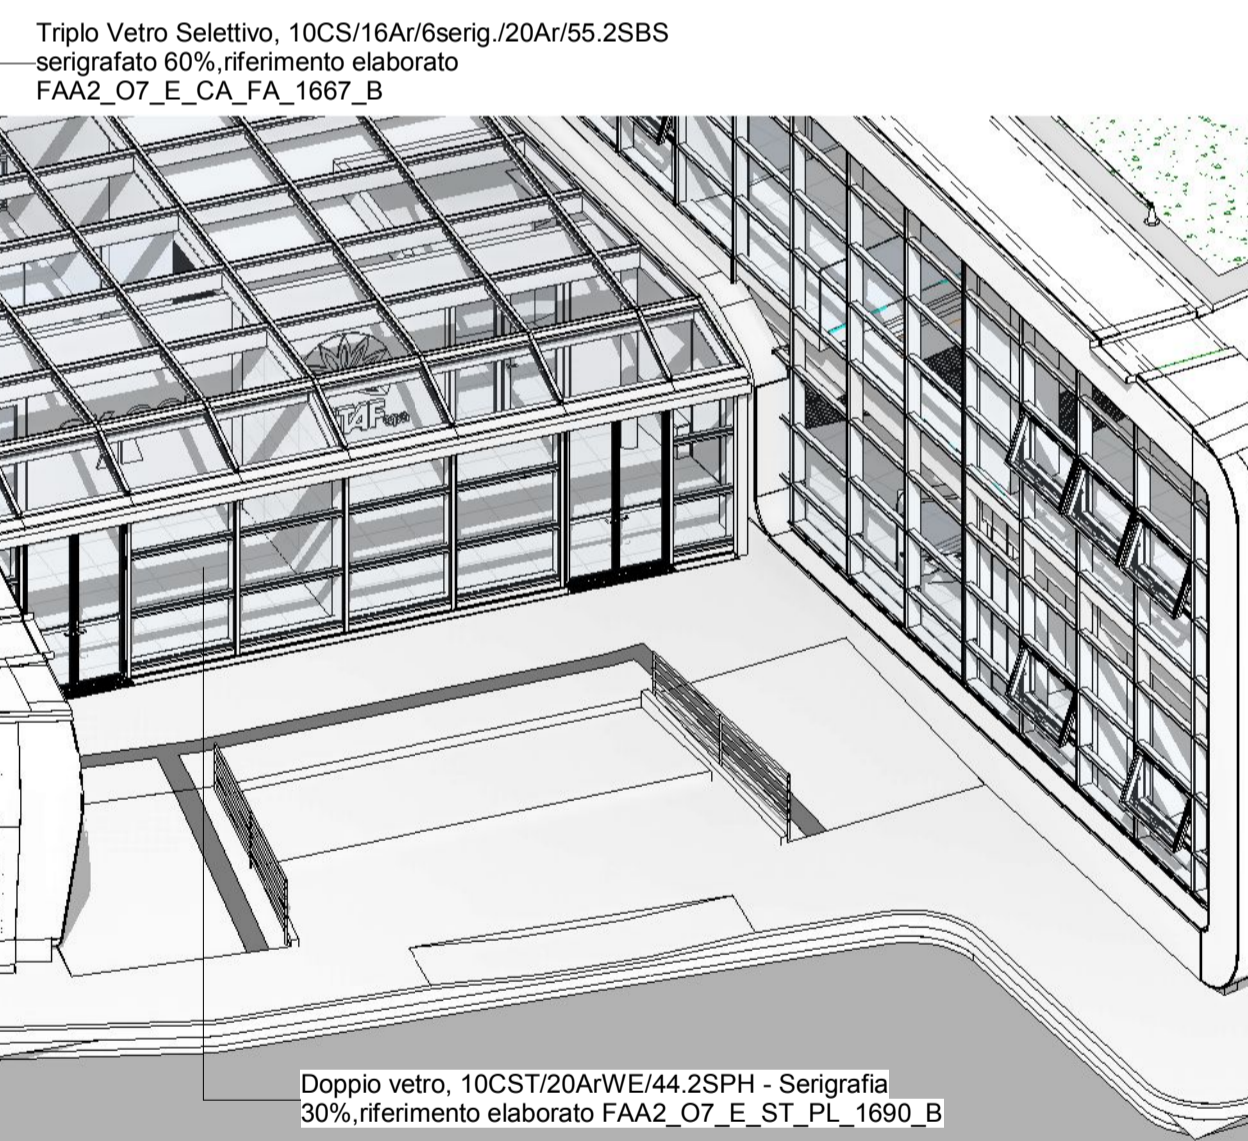 Triplo Vetro Selettivo, 10CS/16Ar/6serig./20Ar/55.2SBS
serigrafato 60%,riferimento elaborato
FAA2_O7_E_CA_FA_1667_B
Doppio vetro, 10CST/20ArWE/44.2SPH - Serigrafia
30%,riferimento elaborato FAA2_O7_E_ST_PL_1690_B